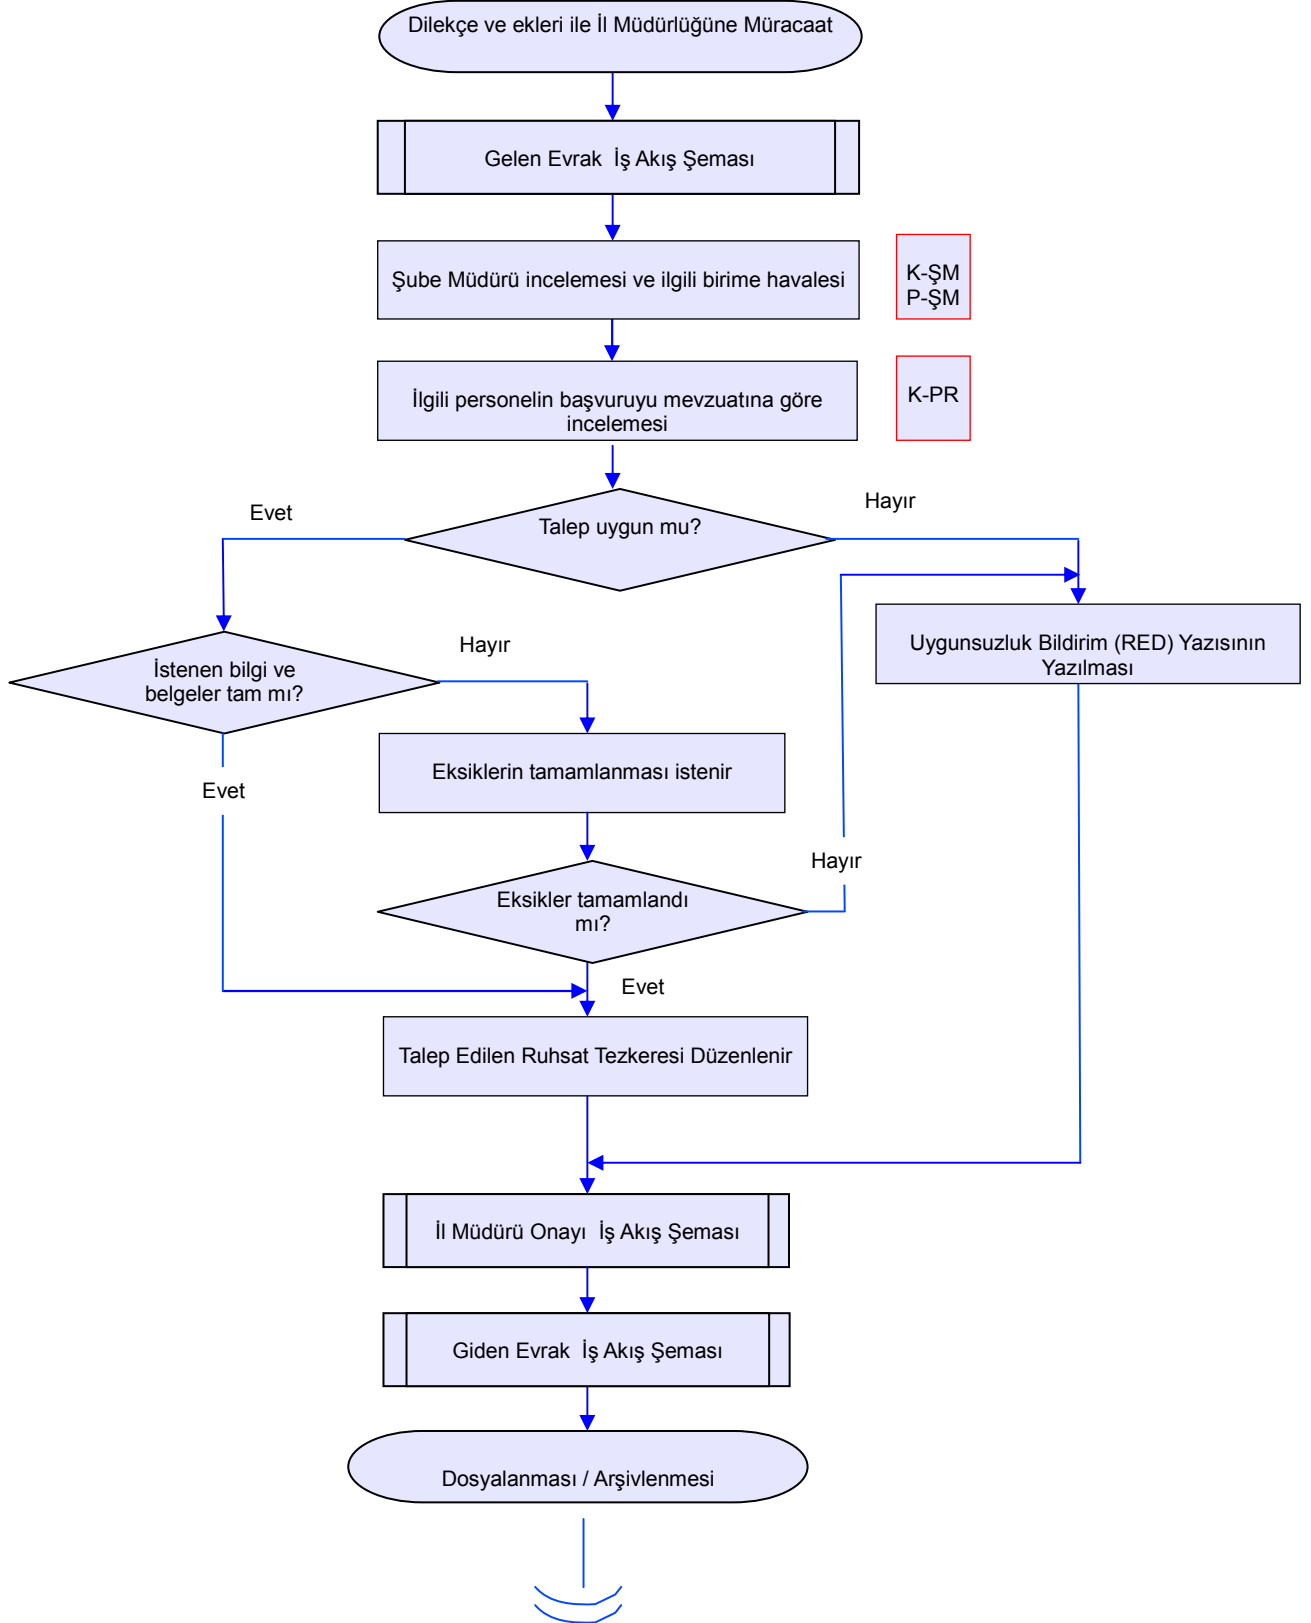 Dilekçe ve ekleri ile İl Müdürlüğüne Müracaat
Gelen Evrak İş Akış Şeması
Şube Müdürü incelemesi ve ilgili birime havalesi
K-ŞM
P-ŞM
İlgili personelin başvuruyu mevzuatına göre
incelemesi
K-PR
Talep uygun mu?
Evet
Hayır
Uygunsuzluk Bildirim (RED) Yazısının
Yazılması
İstenen bilgi ve
belgeler tam mı?
Hayır
Evet
Eksiklerin tamamlanması istenir
Eksikler tamamlandı
mı?
Hayır
Evet
Talep Edilen Ruhsat Tezkeresi Düzenlenir
İl Müdürü Onayı İş Akış Şeması
Giden Evrak İş Akış Şeması
Dosyalanması / Arşivlenmesi